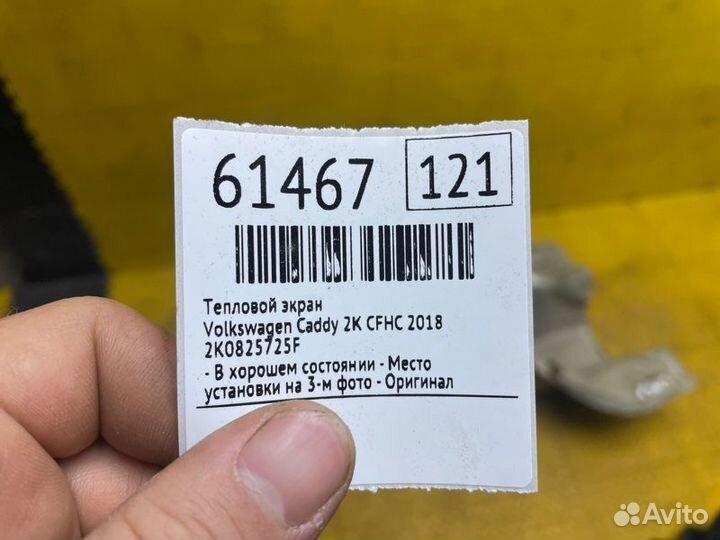 61467 121
Тепловой экран
Volkswagen Caddy 2K CFHC 2018
2K0825725F
- В хорошем состоянии - Место
установки на 3-м фото - Оригинал
Avito